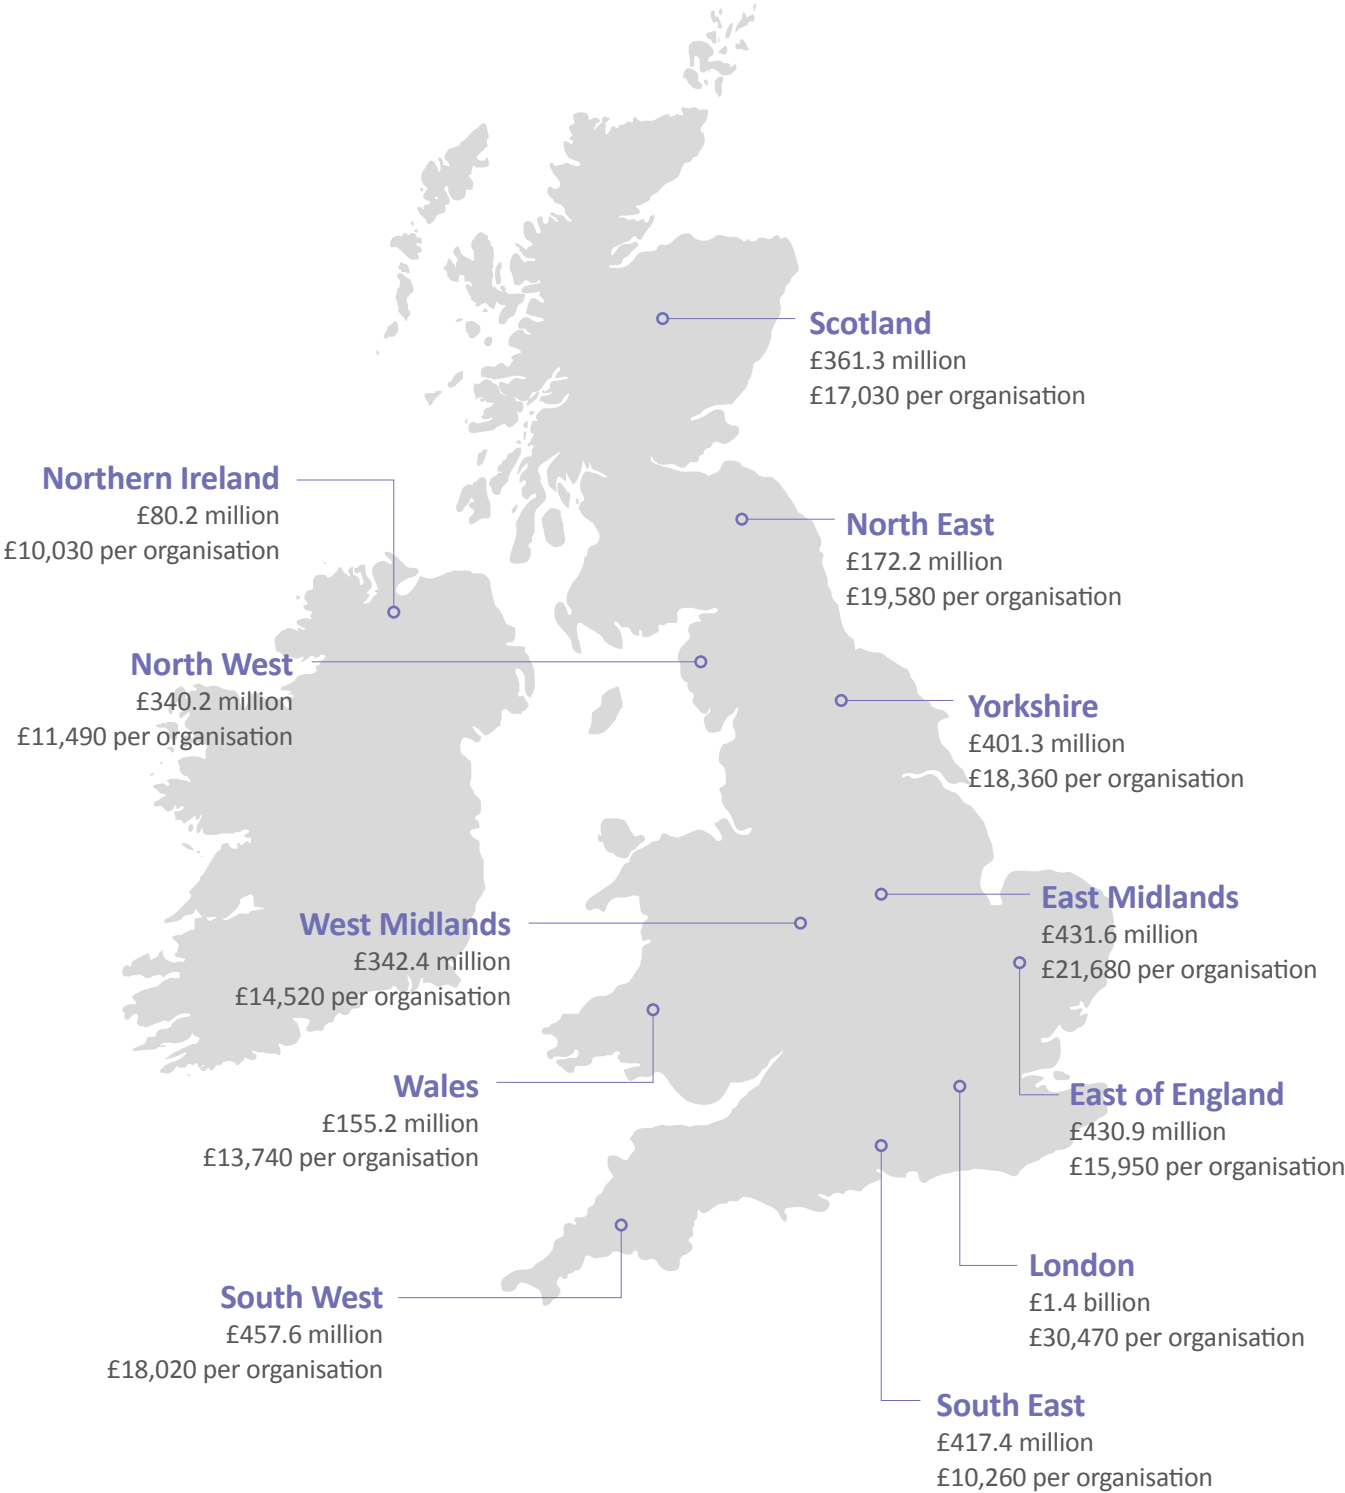 Scotland
£361.3 million
£17,030 per organisation
Northern Ireland
£80.2 million
£10,030 per organisation
North East
£172.2 million
£19,580 per organisation
North West
£340.2 million
£11,490 per organisation
Yorkshire
£401.3 million
£18,360 per organisation
East Midlands
£431.6 million
£21,680 per organisation
West Midlands
£342.4 million
£14,520 per organisation
Wales
£155.2 million
£13,740 per organisation
East of England
£430.9 million
£15,950 per organisation
London
£1.4 billion
£30,470 per organisation
South West
£457.6 million
£18,020 per organisation
South East
£417.4 million
£10,260 per organisation